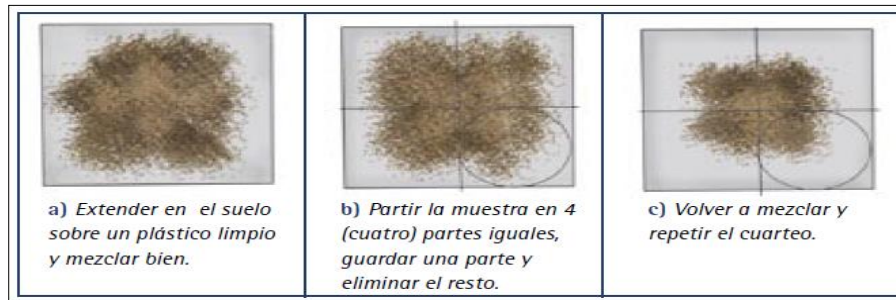 a) Extender en el suelo
sobre un plástico limpio
y mezclar bien.
b) Partir la muestra en 4
(cuatro) partes iguales,
guardar una parte y
eliminar el resto.
c) Volver a mezclar y
repetir el cuarteo.